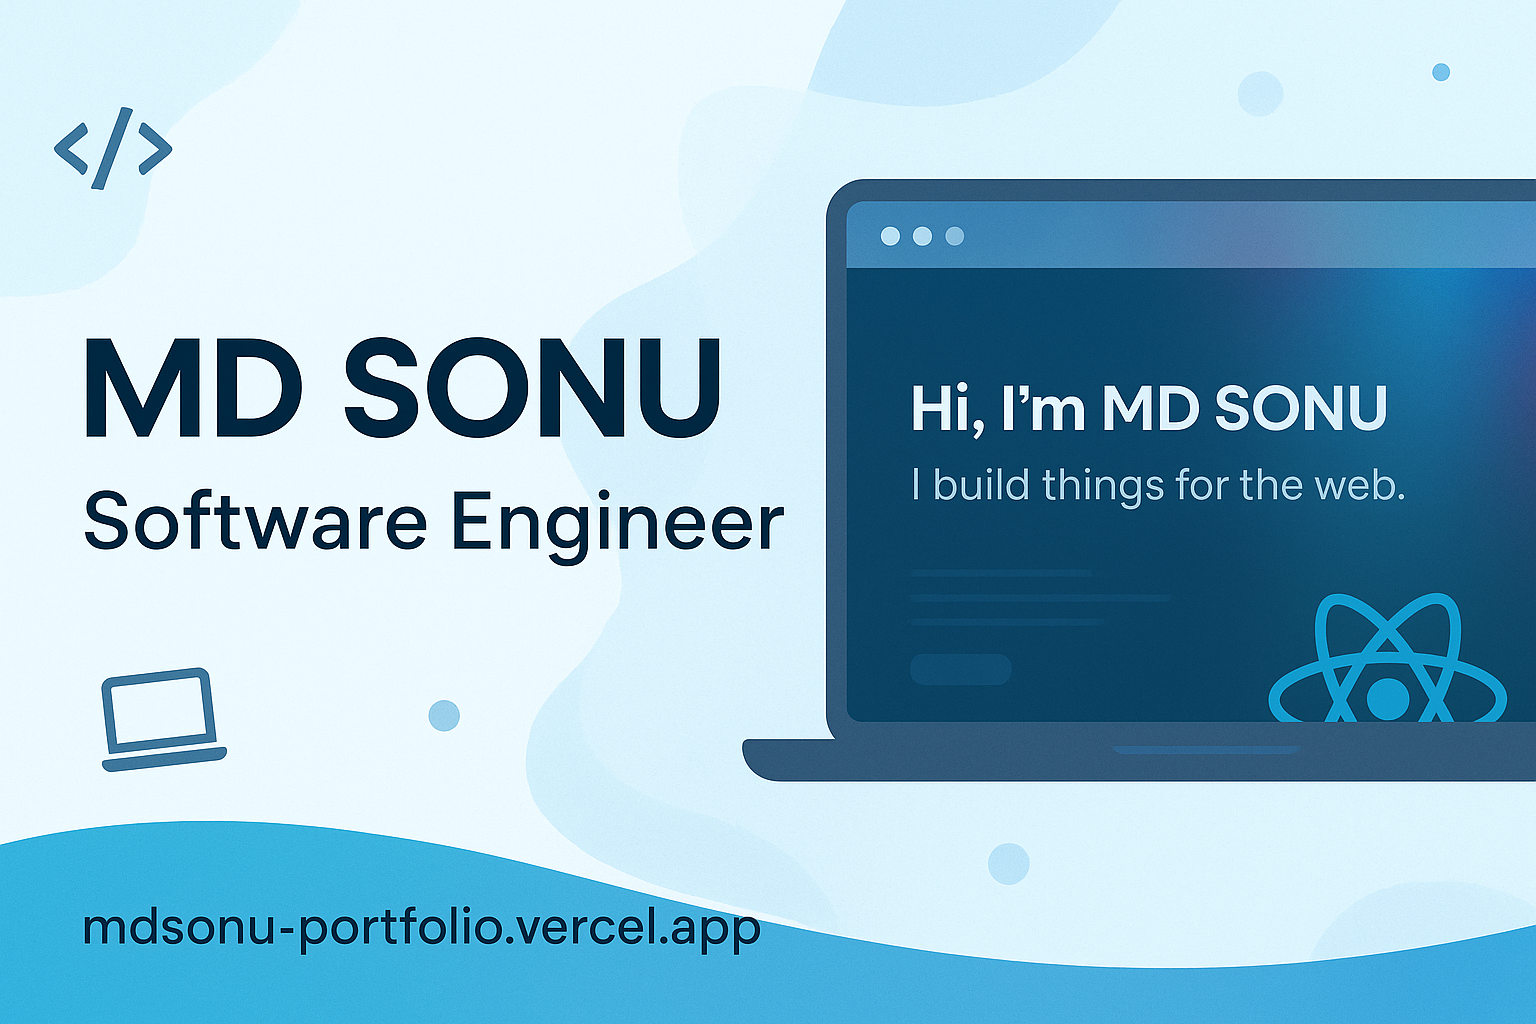 </>
MD SONU
Software Engineer
Hi, I’m MD SONU
I build things for the web.
mdsonu-portfolio.vercel.app